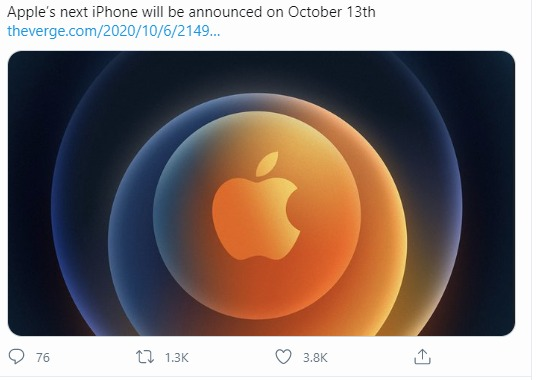 Apple's next iPhone will be announced on October 13th
theverge.com/2020/10/6/2149...
76 1.3K 3.8K